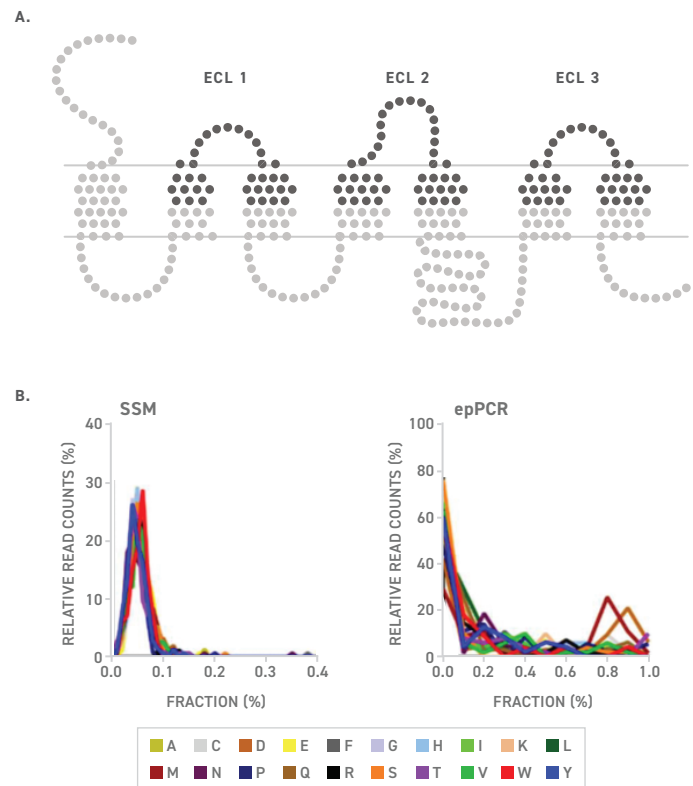 A.
ECL 1 ECL 2 ECL 3
B.
SSM
40
30
20
10
0
0.0 0.1 0.2 0.3 0.4
RELATIVE READ COUNTS (%)
FRACTION (%)
epPCR
100
80
60
40
20
0
0.0 0.2 0.4 0.6 0.8 1.0
RELATIVE READ COUNTS (%)
FRACTION (%)
A C D E F G H I K L
M N P Q R S T V W Y